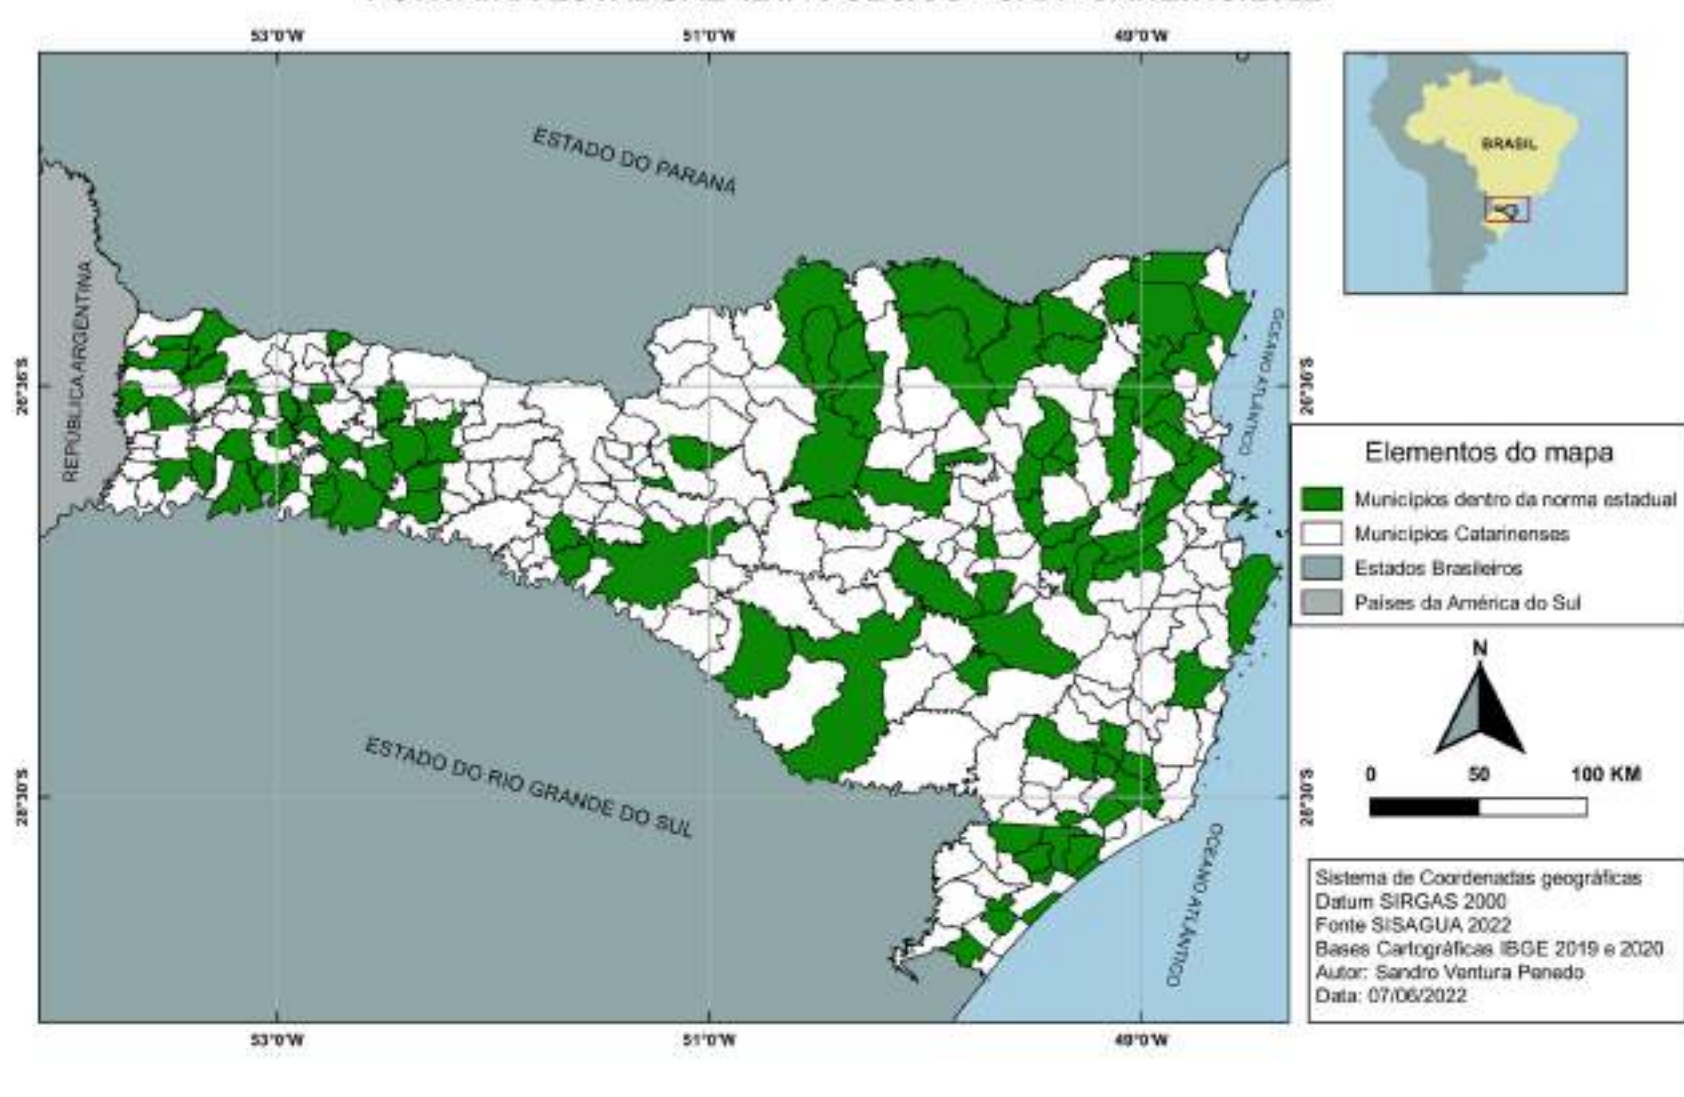 53°0'W
51°0'W
49°0'W
ESTADO DO PARANÁ
BRASIL
REPÚBLICA ARGENTINA
OCEANO ATLÂNTICO
Elementos do mapa
Municípios dentro da norma estadual
Municípios Catarinenses
Estados Brasileiros
Países da América do Sul
N
ESTADO DO RIO GRANDE DO SUL
0 50 100 KM
28°30'S
28°30'S
OCEANO ATLÂNTICO
Sistema de Coordenadas geográficas
Datum SIRGAS 2000
Fonte SISAGUA 2022
Bases Cartográficas IBGE 2019 e 2020
Autor: Sandro Ventura Penedo
Data: 07/06/2022
53°0'W
51°0'W
49°0'W